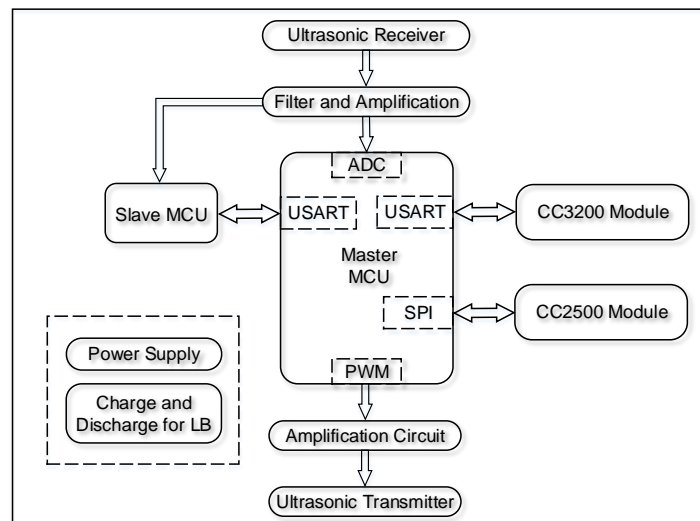 Ultrasonic Receiver
Filter and Amplification
ADC
Slave MCU
USART
USART
CC3200 Module
Master
MCU
SPI
CC2500 Module
Power Supply
PWM
Charge and
Discharge for LB
Amplification Circuit
Ultrasonic Transmitter